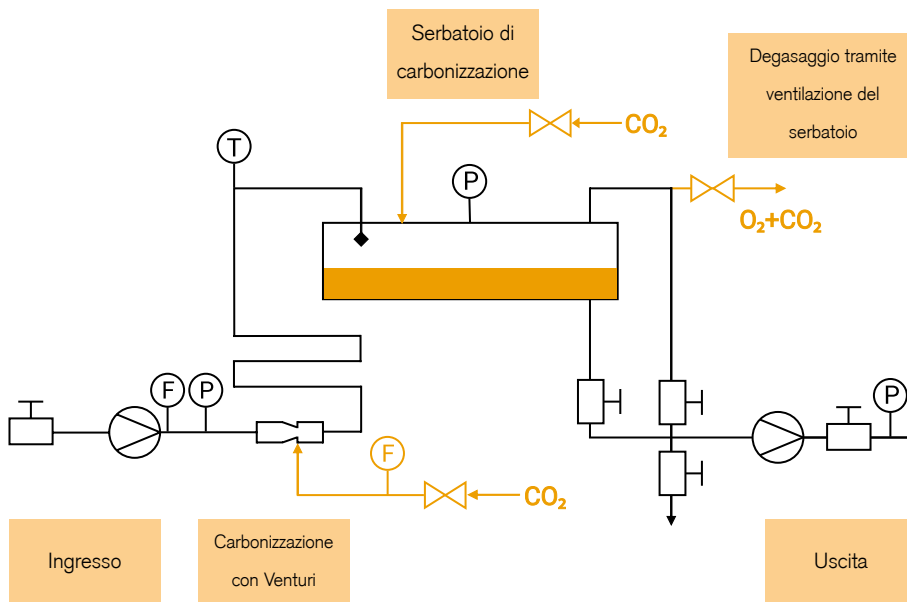 Serbatoio di
carbonizzazione
Degasaggio tramite
ventilazione del
serbatoio
CO₂
T
P
O₂+CO₂
F
P
P
F
CO₂
Ingresso
Carbonizzazione
con Venturi
Uscita